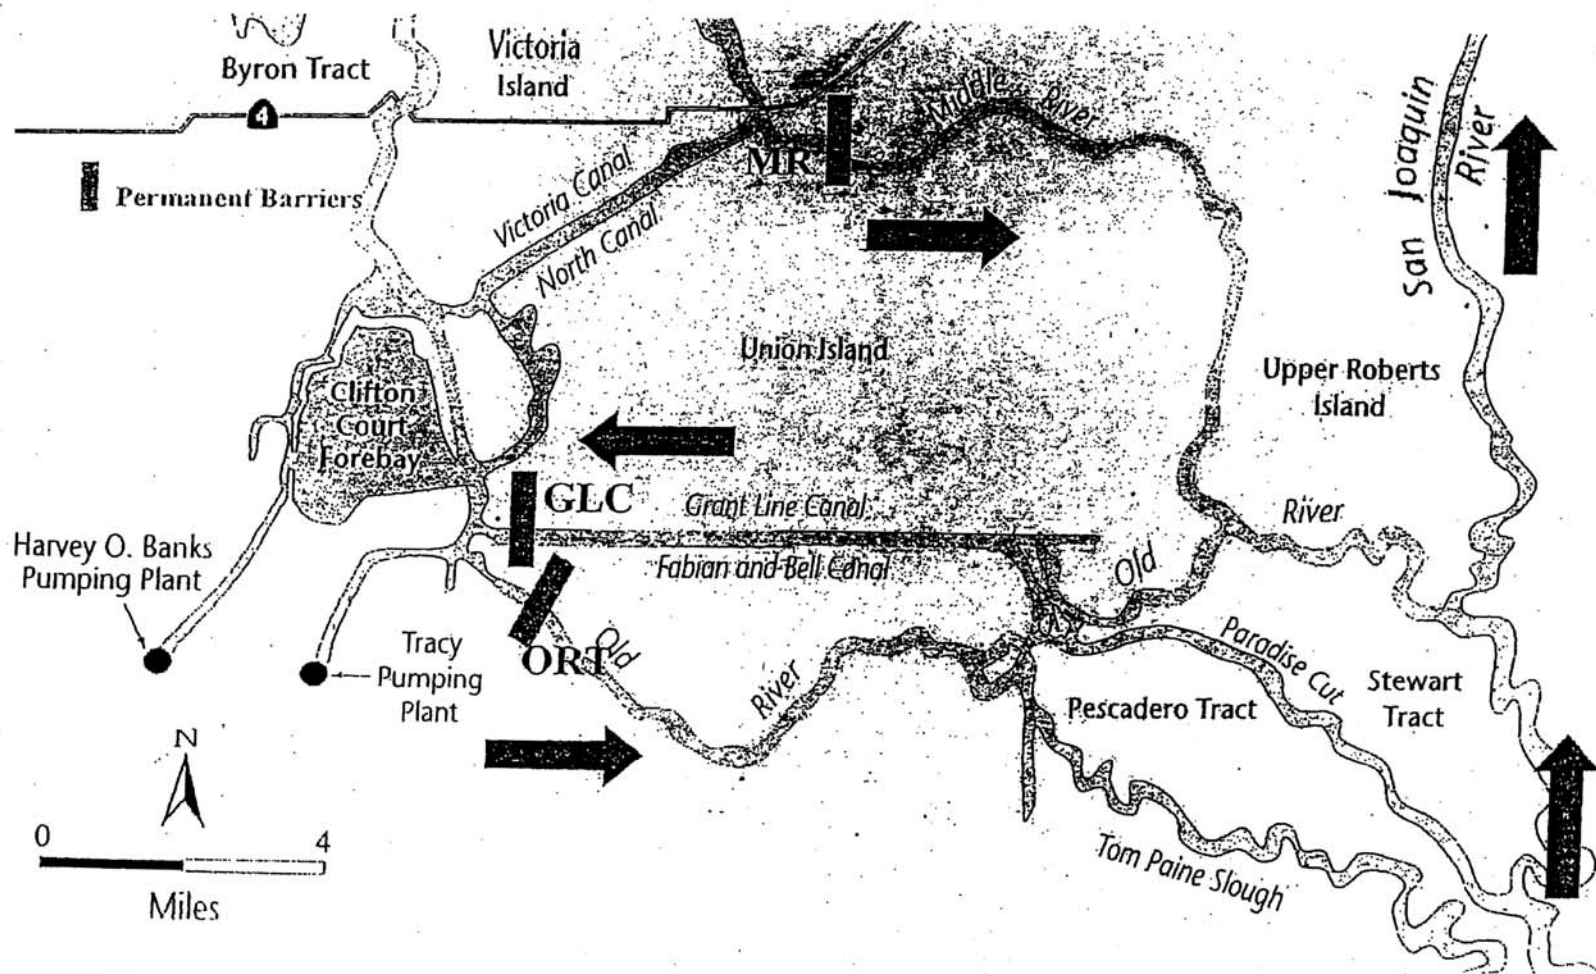 Byron Tract
Victoria
Island
4
Permanent Barriers
Victoria Canal
North Canal
MR
Middle River
San Joaquin
River
Union Island
Upper Roberts
Island
Clifton
Court
Forebay
GLC
Grant Line Canal
Fabian and Bell Canal
Old River
Harvey O. Banks
Pumping Plant
Tracy
Pumping
Plant
ORT
Old River
Paradise Cut
Stewart
Tract
Pescadero Tract
Tom Paine Slough
N
0 4
Miles